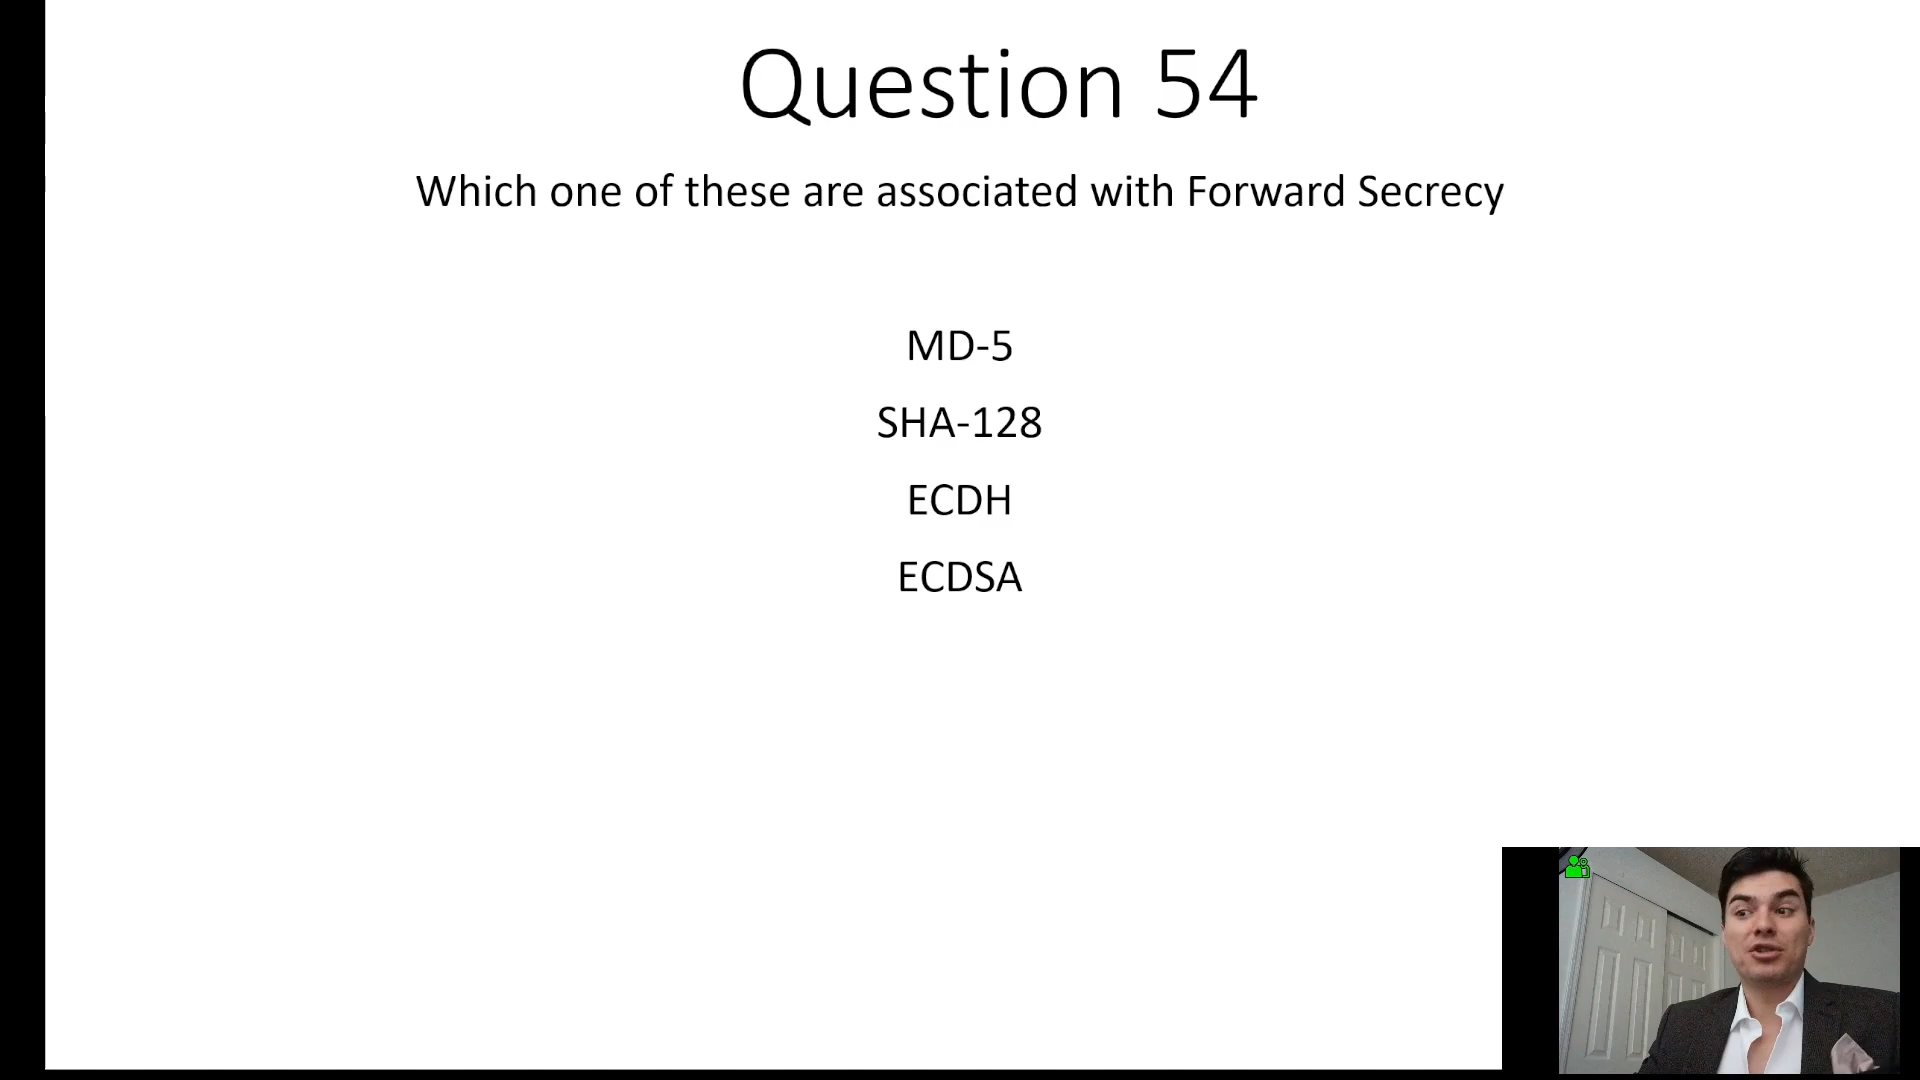 Question 54
Which one of these are associated with Forward Secrecy
MD-5
SHA-128
ECDH
ECDSA